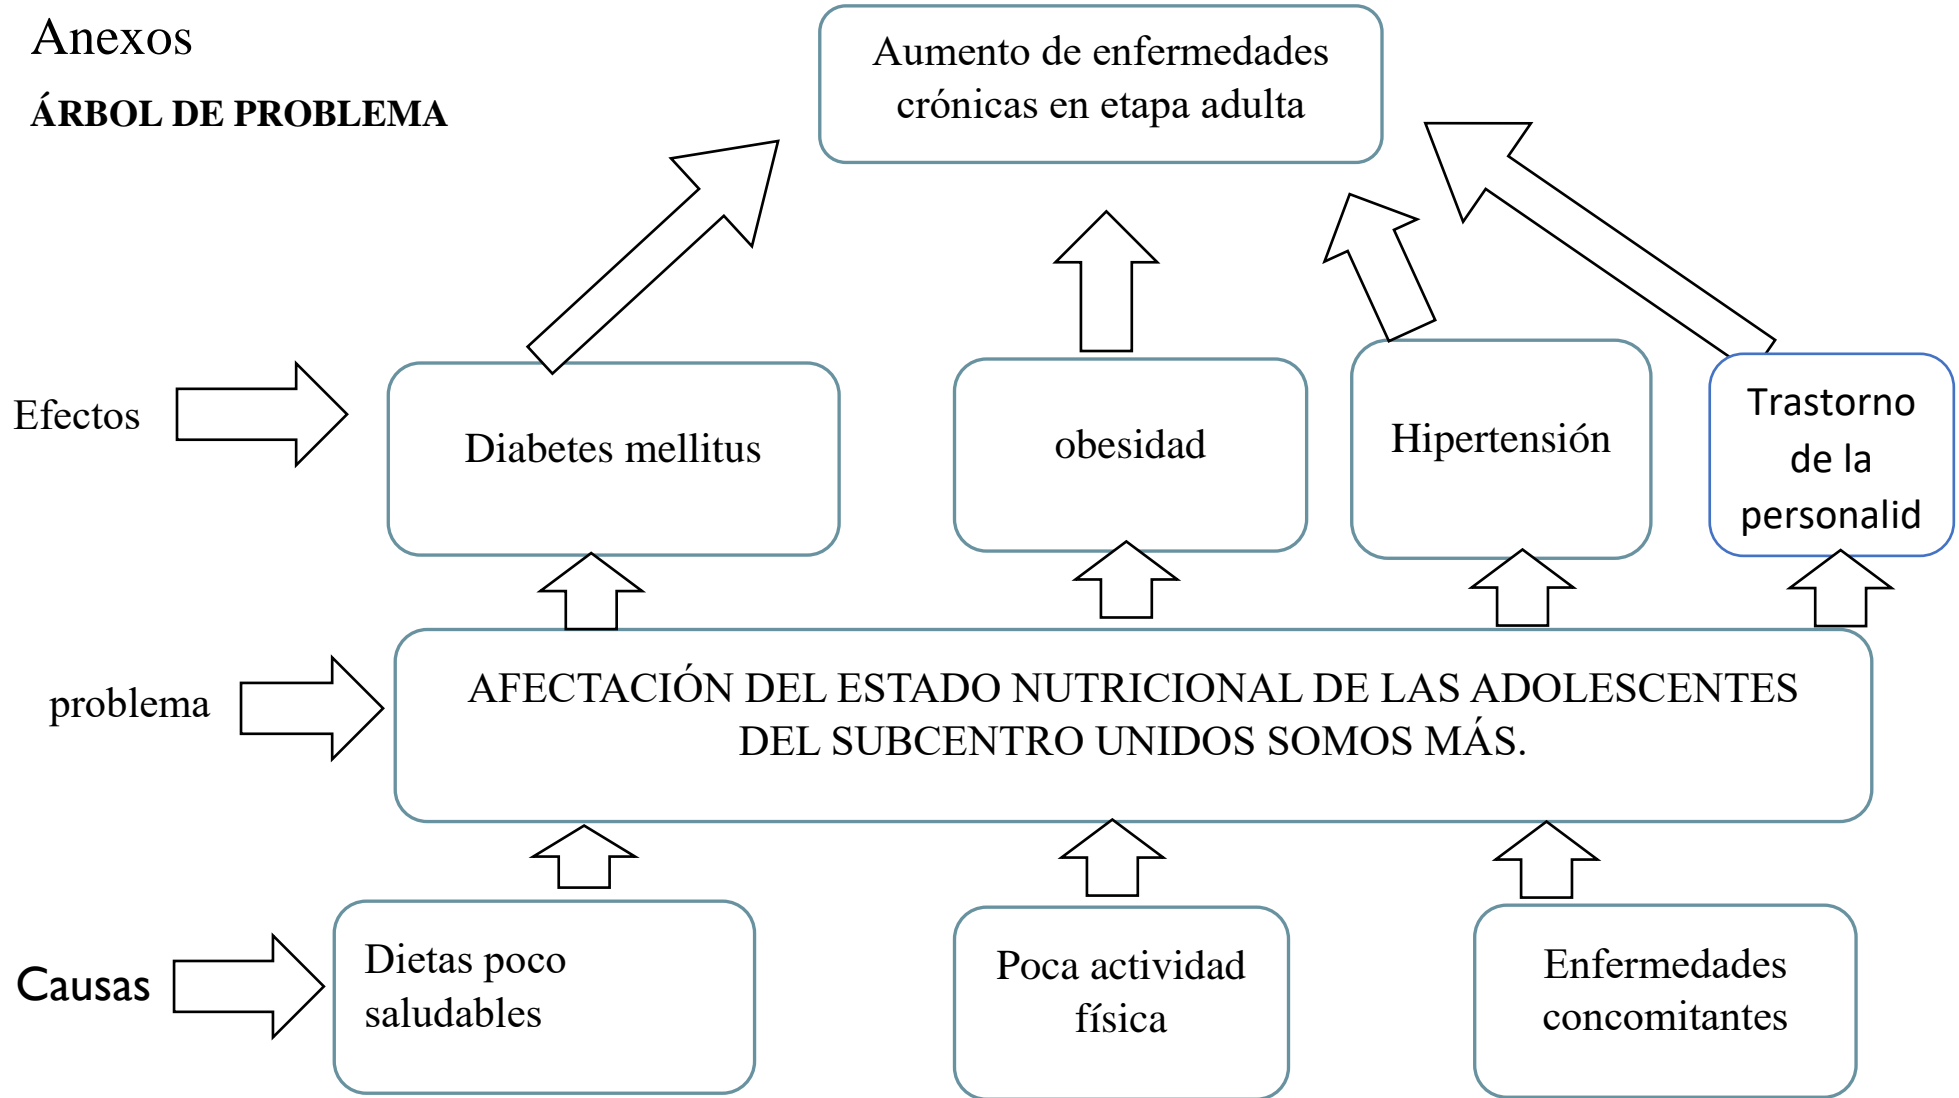 Anexos
ÁRBOL DE PROBLEMA
Aumento de enfermedades
crónicas en etapa adulta
Efectos
Diabetes mellitus
obesidad
Hipertensión
Trastorno
de la
personalid
problema
AFECTACIÓN DEL ESTADO NUTRICIONAL DE LAS ADOLESCENTES
DEL SUBCENTRO UNIDOS SOMOS MÁS.
Causas
Dietas poco
saludables
Poca actividad
física
Enfermedades
concomitantes